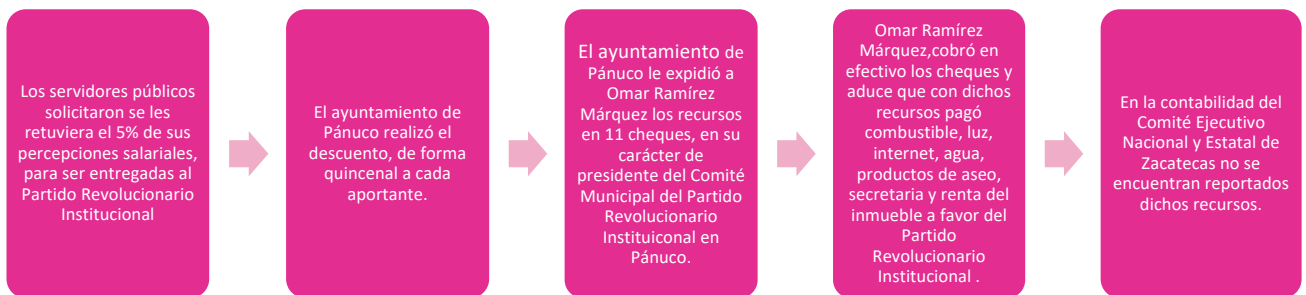 Los servidores públicos
solicitaron se les
retuviera el 5% de sus
percepciones salariales,
para ser entregadas al
Partido Revolucionario
Institucional
El ayuntamiento de
Pánuco realizó el
descuento, de forma
quincenal a cada
aportante.
El ayuntamiento de
Pánuco le expidió a
Omar Ramírez
Márquez los recursos
en 11 cheques, en su
carácter de
presidente del Comité
Municipal del Partido
Revolucionario
Instituiconal en
Pánuco.
Omar Ramírez
Márquez,cobró en
efectivo los cheques y
aduce que con dichos
recursos pagó
combustible, luz,
internet, agua,
productos de aseo,
secretaria y renta del
inmueble a favor del
Partido
Revolucionario
Institucional .
En la contabilidad del
Comité Ejecutivo
Nacional y Estatal de
Zacatecas no se
encuentran reportados
dichos recursos.